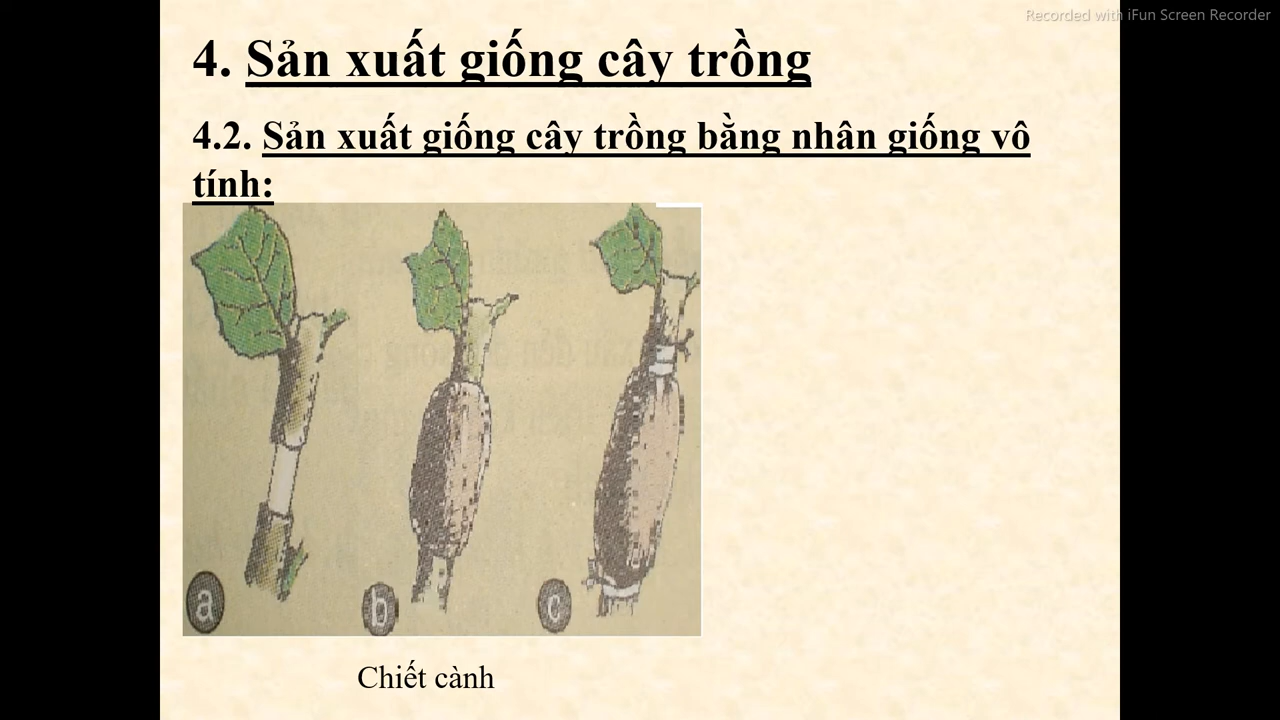 Recorded with iFun Screen Recorder
4. Sản xuất giống cây trồng
4.2. Sản xuất giống cây trồng bằng nhân giống vô
tính:
a
b
c
Chiết cành